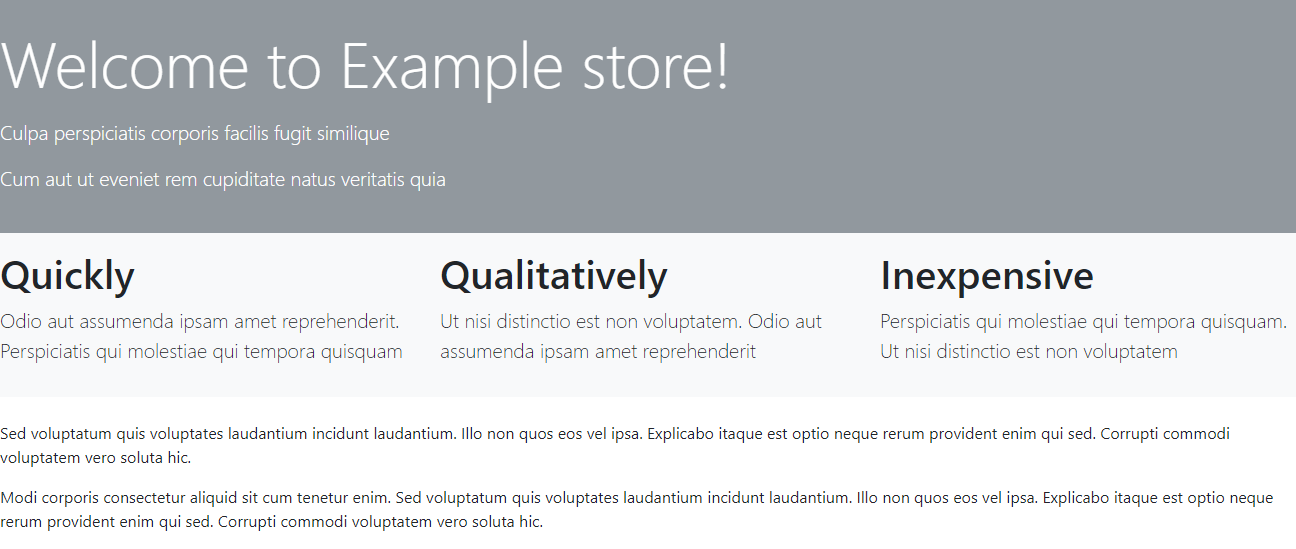 Welcome to Example store!
Culpa perspiciatis corporis facilis fugit similique
Cum aut ut eveniet rem cupiditate natus veritatis quia
Quickly
Odio aut assumenda ipsam amet reprehenderit.
Perspiciatis qui molestiae qui tempora quisquam
Qualitatively
Ut nisi distinctio est non voluptatem. Odio aut
assumenda ipsam amet reprehenderit
Inexpensive
Perspiciatis qui molestiae qui tempora quisquam.
Ut nisi distinctio est non voluptatem
Sed voluptatum quis voluptates laudantium incidunt laudantium. Illo non quos eos vel ipsa. Explicabo itaque est optio neque rerum provident enim qui sed. Corrupti commodi
voluptatem vero soluta hic.
Modi corporis consectetur aliquid sit cum tenetur enim. Sed voluptatum quis voluptates laudantium incidunt laudantium. Illo non quos eos vel ipsa. Explicabo itaque est optio neque
rerum provident enim qui sed. Corrupti commodi voluptatem vero soluta hic.